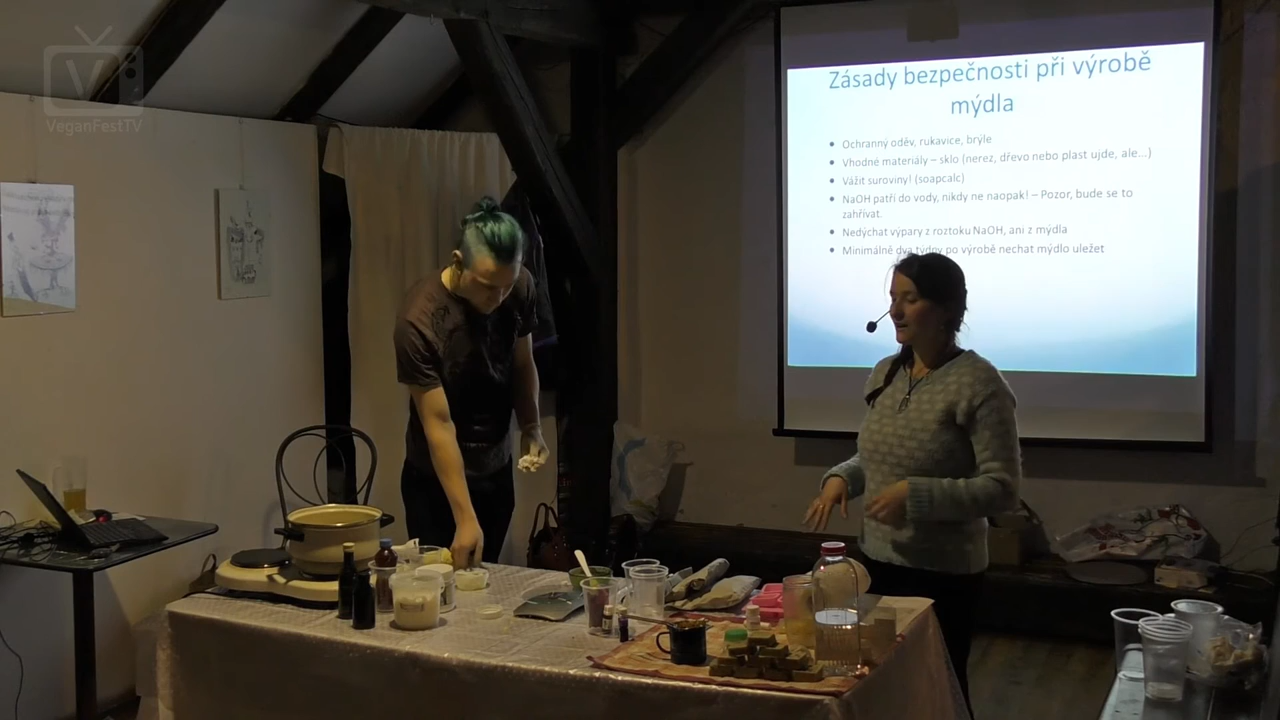 V
VeganFestTV
Zásady bezpečnosti při výrobě
mýdla
• Ochranný oděv, rukavice, brýle
• Vhodné materiály – sklo (nerez, dřevo nebo plast ujde, ale...)
• Vážit suroviny! (soapcalc)
• NaOH patří do vody, nikdy ne naopak! – Pozor, bude se to
zahřívat.
• Nedýchat výpary z roztoku NaOH, ani z mýdla
• Minimálně dva týdny po výrobě nechat mýdlo uležet